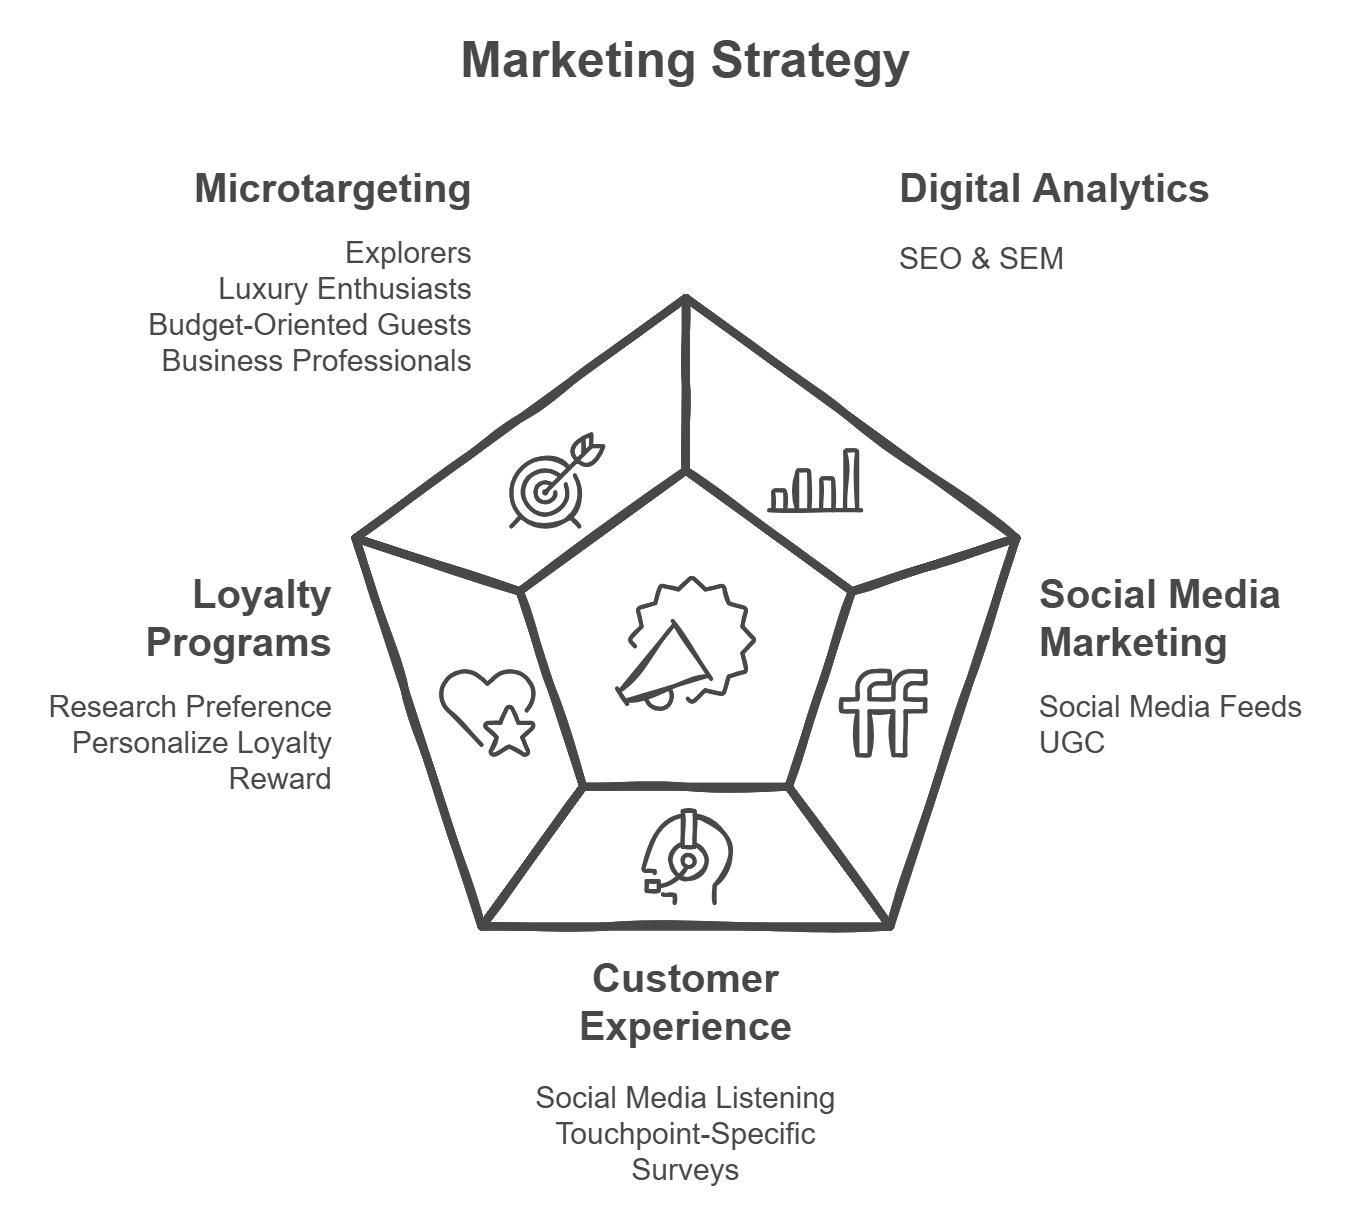 Marketing Strategy
Microtargeting
Explorers
Luxury Enthusiasts
Budget-Oriented Guests
Business Professionals
Digital Analytics
SEO & SEM
Loyalty
Programs
Research Preference
Personalize Loyalty
Reward
Social Media
Marketing
Social Media Feeds
UGC
Customer
Experience
Social Media Listening
Touchpoint-Specific
Surveys